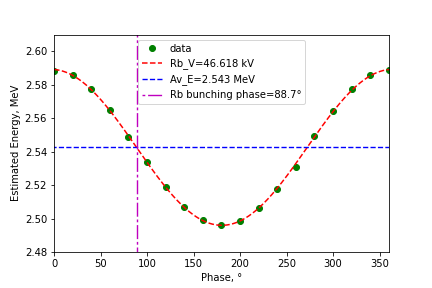 2.60
2.58
2.56
2.54
2.52
2.50
2.48
Estimated Energy, MeV
data
Rb_V=46.618 kV
Av_E=2.543 MeV
Rb bunching phase=88.7°
0
50
100
150
200
250
300
350
Phase, °